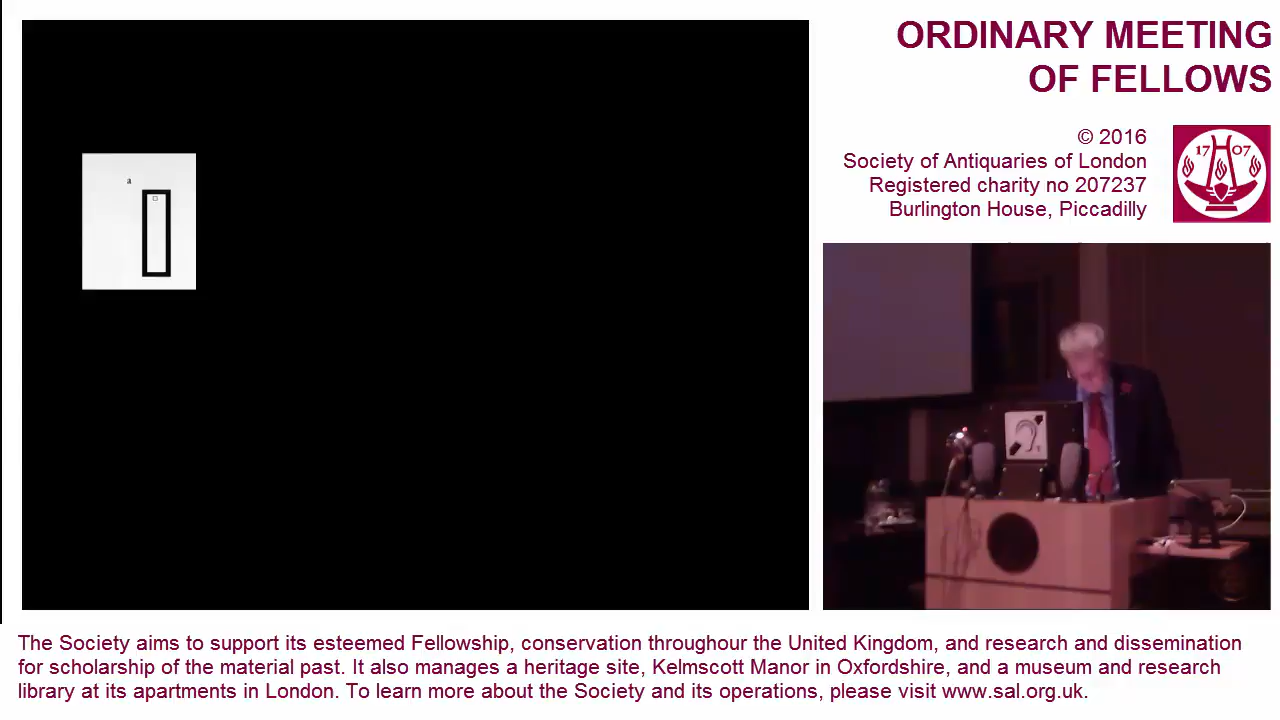 ORDINARY MEETING
OF FELLOWS
© 2016
Society of Antiquaries of London
Registered charity no 207237
Burlington House, Piccadilly
17 07
a
The Society aims to support its esteemed Fellowship, conservation throughour the United Kingdom, and research and dissemination
for scholarship of the material past. It also manages a heritage site, Kelmscott Manor in Oxfordshire, and a museum and research
library at its apartments in London. To learn more about the Society and its operations, please visit www.sal.org.uk.